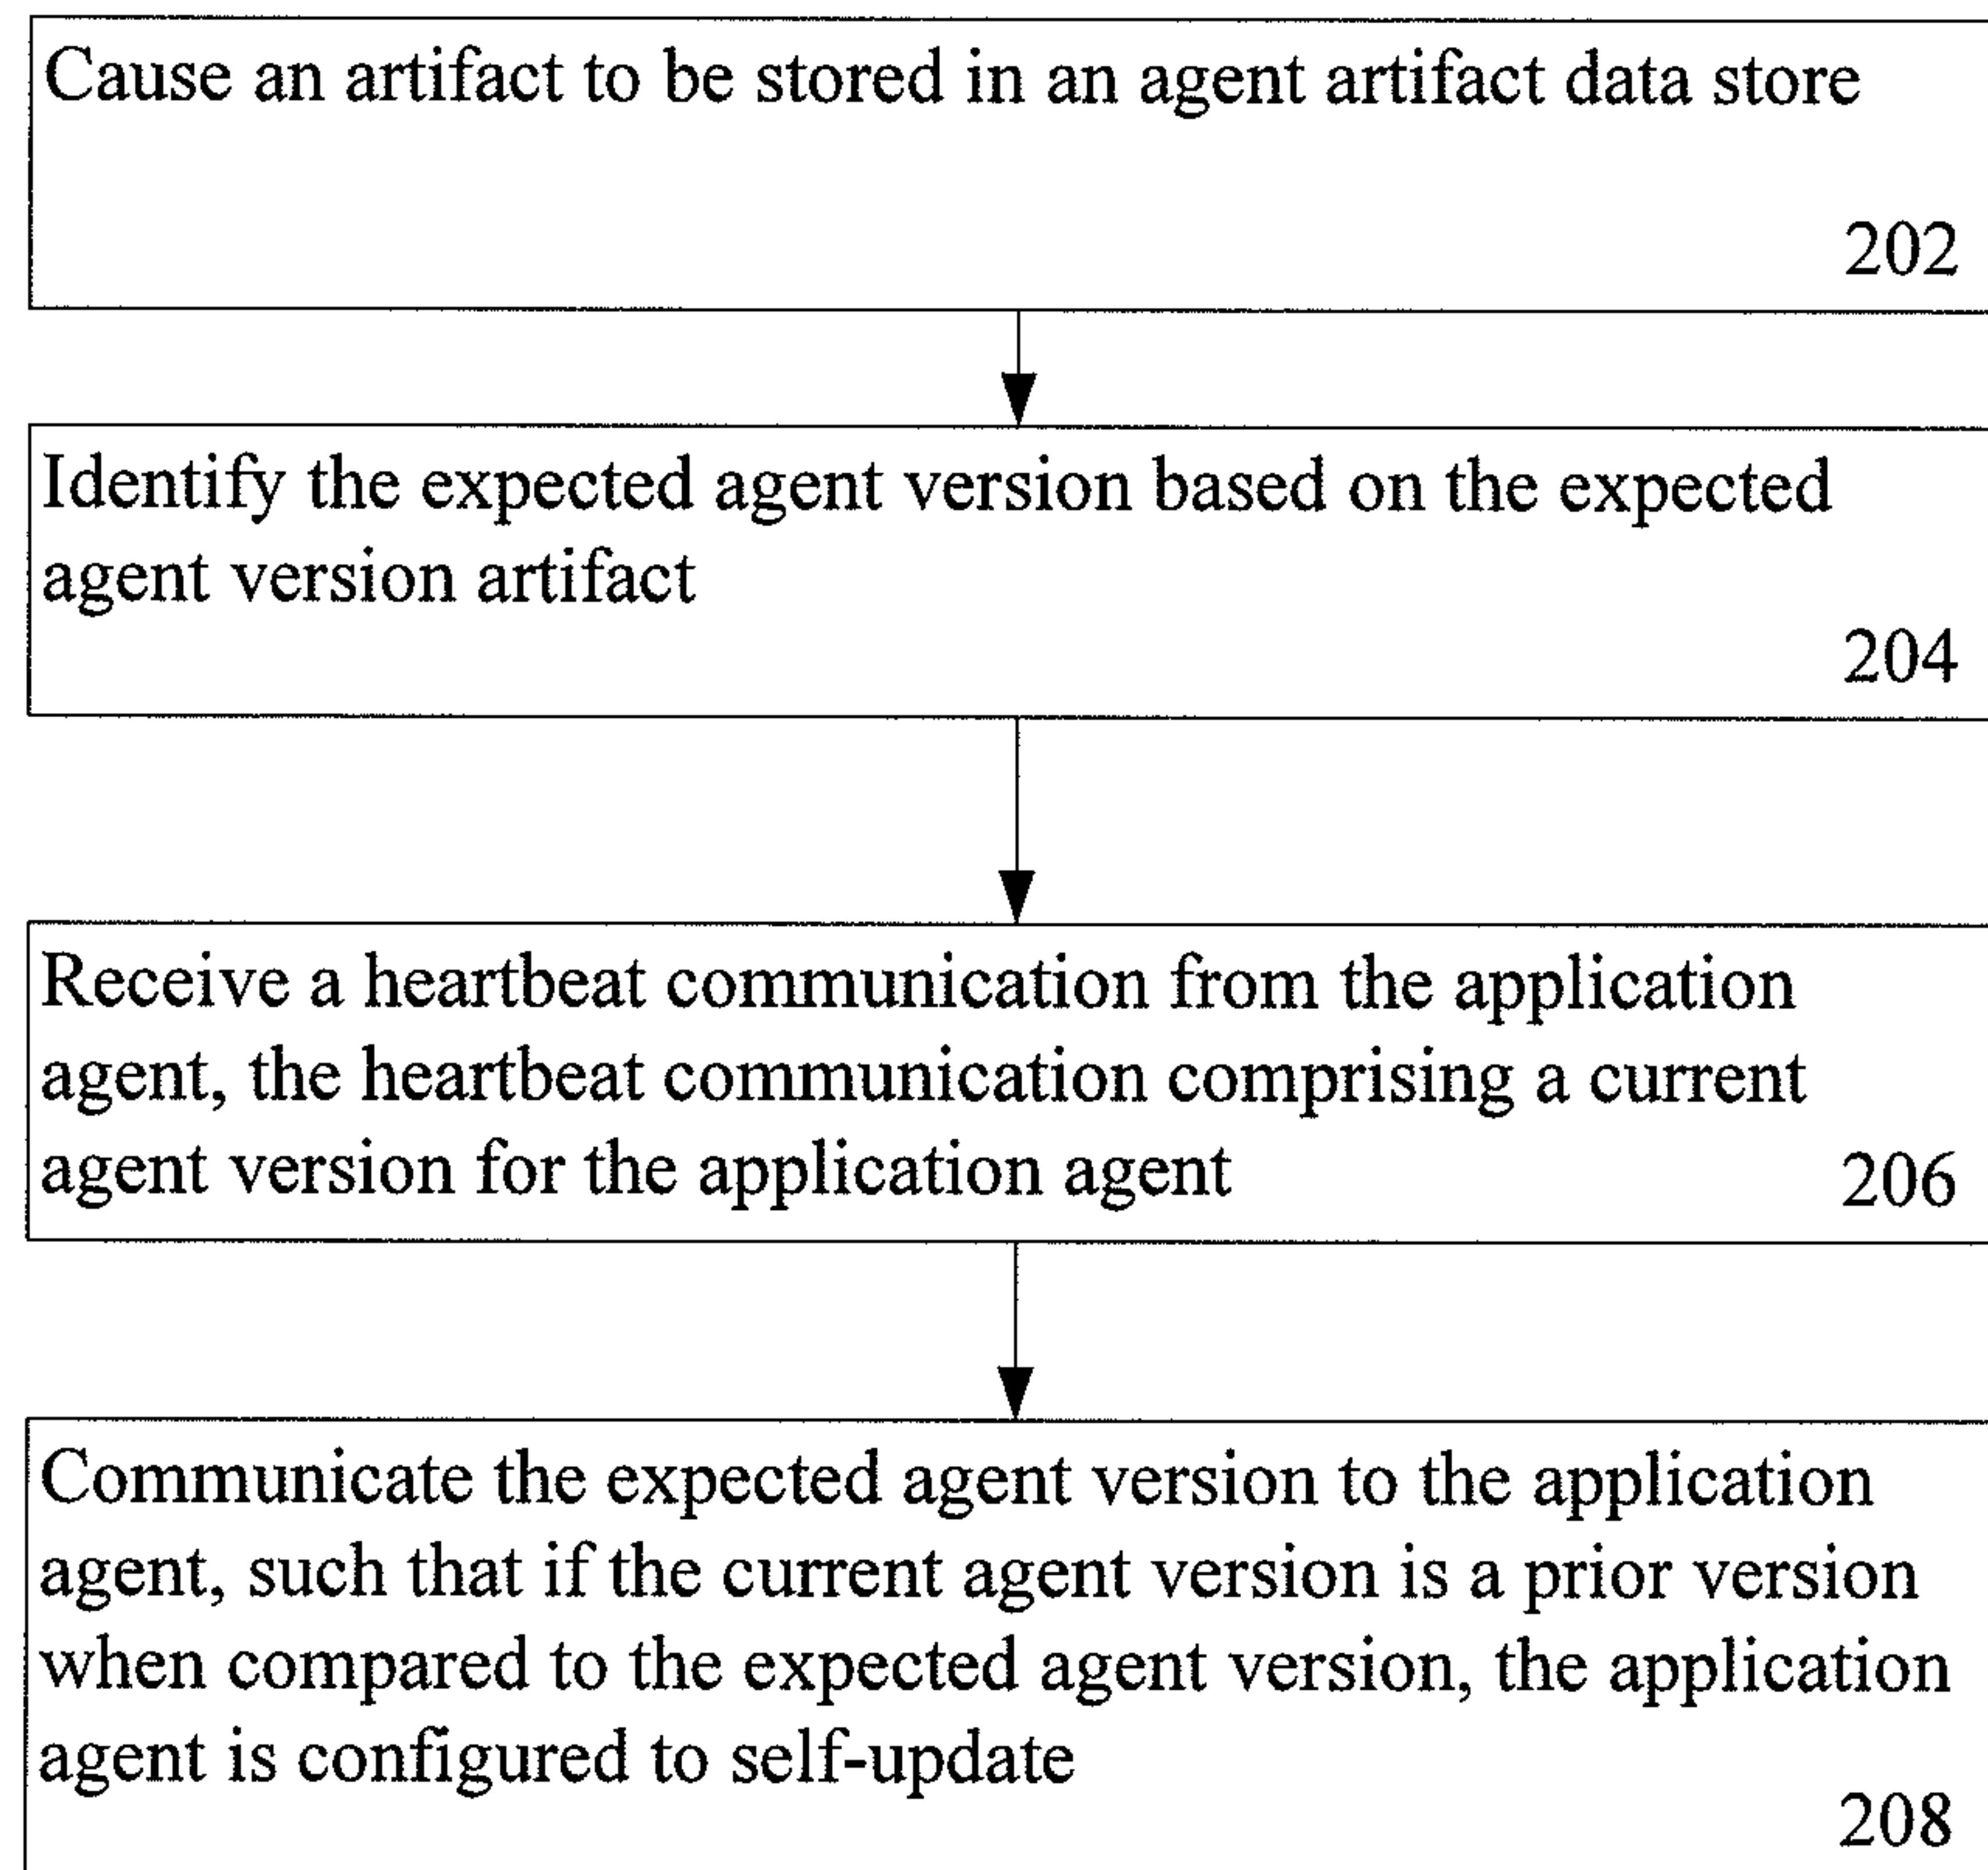 Cause an artifact to be stored in an agent artifact data store
202
Identify the expected agent version based on the expected
agent version artifact
204
Receive a heartbeat communication from the application
agent, the heartbeat communication comprising a current
agent version for the application agent
206
Communicate the expected agent version to the application
agent, such that if the current agent version is a prior version
when compared to the expected agent version, the application
agent is configured to self-update
208